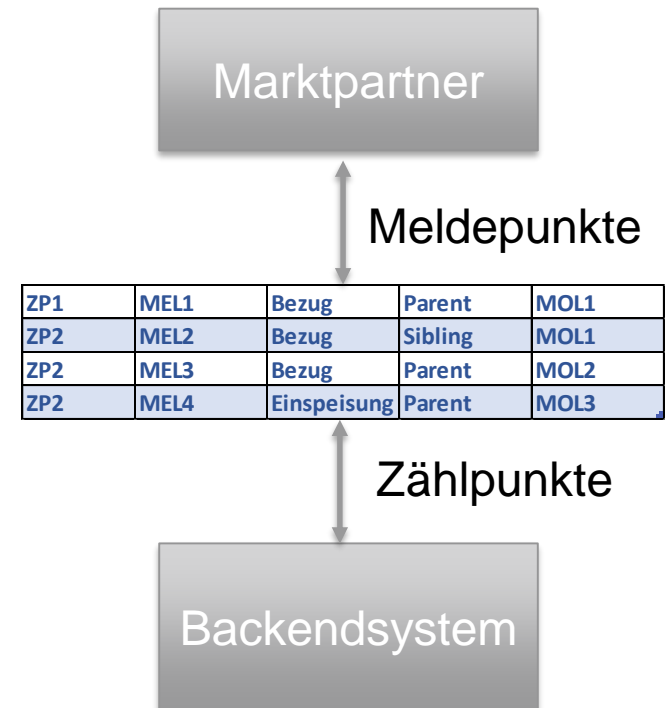 Marktpartner
Meldepunkte
ZP1 MEL1 Bezug Parent MOL1
ZP2 MEL2 Bezug Sibling MOL1
ZP2 MEL3 Bezug Parent MOL2
ZP2 MEL4 Einspeisung Parent MOL3
Zählpunkte
Backendsystem